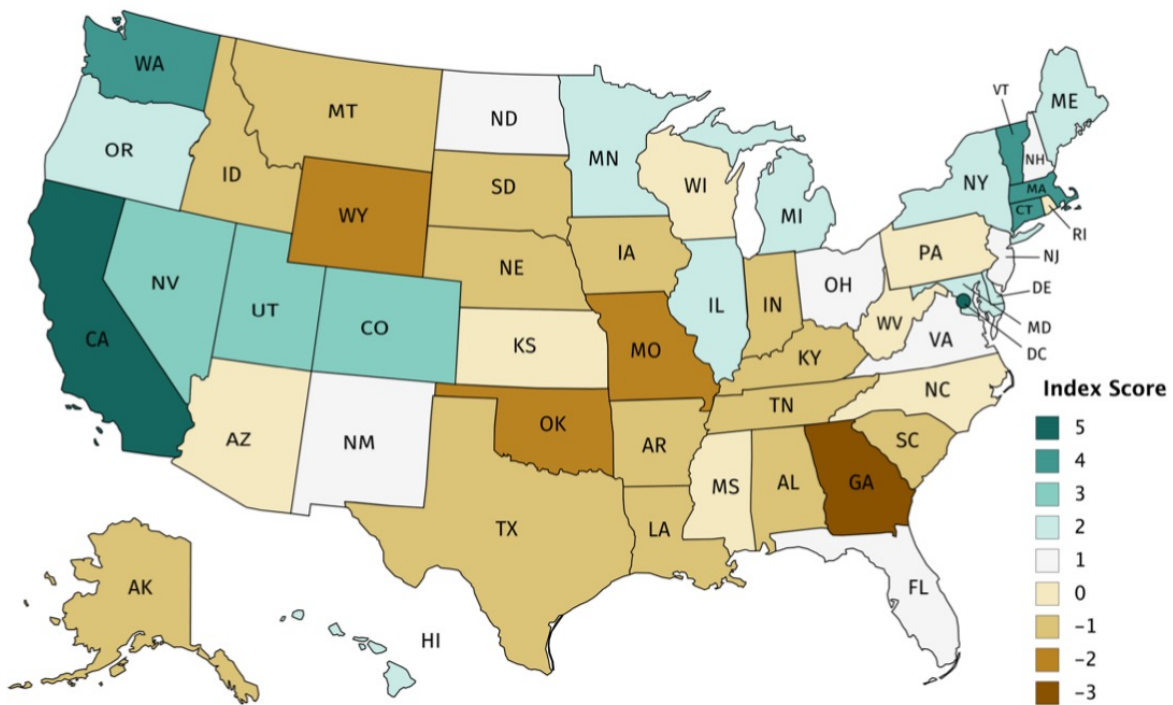 WA
MT
ND
MN
VT
ME
OR
ID
SD
WI
NH
WY
MI
NY
MA
CT
RI
NE
IA
PA
NJ
NV
UT
CO
IL
IN
OH
DE
CA
KS
MO
WV
MD
KY
VA
DC
AZ
NM
OK
AR
TN
NC
SC
MS
AL
GA
TX
LA
AK
HI
FL
Index Score
5
4
3
2
1
0
-1
-2
-3